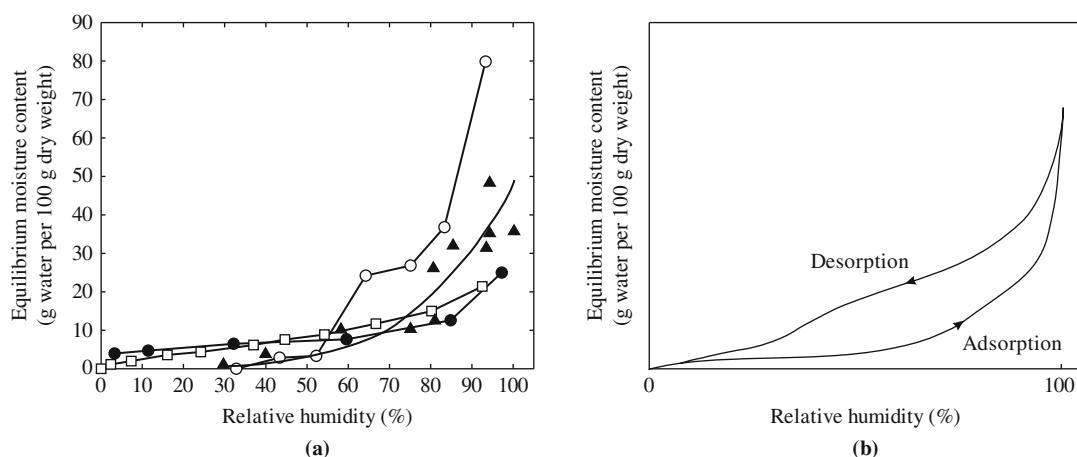 Equilibrium moisture content
(g water per 100 g dry weight)
90
80
70
60
50
40
30
20
10
0
0 10 20 30 40 50 60 70 80 90 100
Relative humidity (%)
(a)
Equilibrium moisture content
(g water per 100 g dry weight)
Desorption
Adsorption
0 100
Relative humidity (%)
(b)